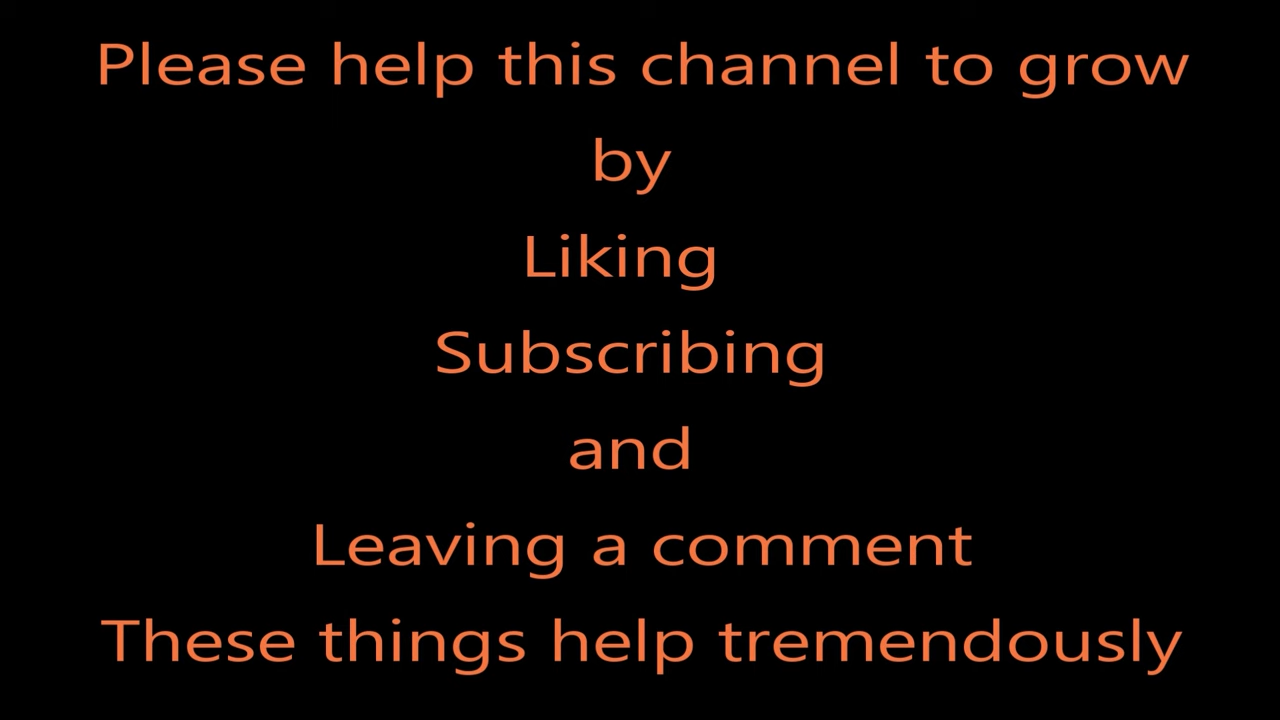 Please help this channel to grow
by
Liking
Subscribing
and
Leaving a comment
These things help tremendously